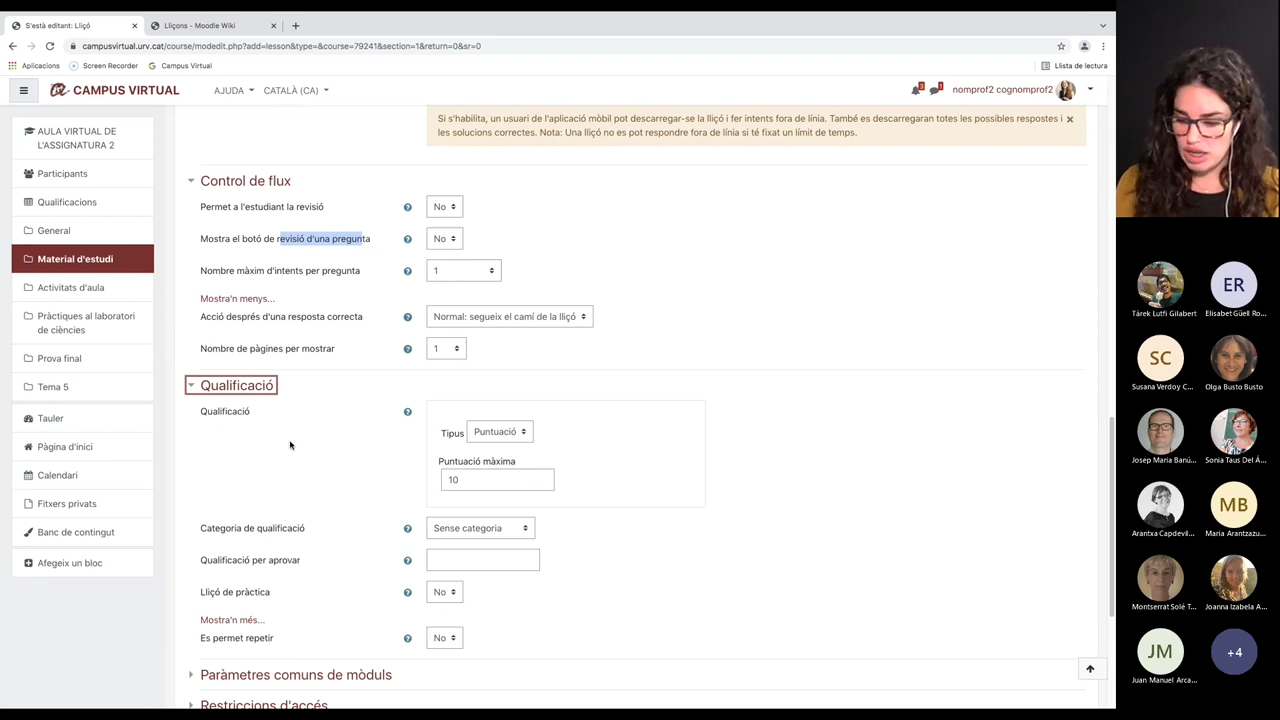 S'està editant: Lliçó
Lliçons - Moodle Wiki
campusvirtual.urv.cat/course/modedit.php?add=lesson&type=&course=79241&section=1&return=0&sr=0
Aplicacions
Screen Recorder
Campus Virtual
Llista de lectura
CAMPUS VIRTUAL
AJUDA
CATALÀ (CA)
nomprof2 cognomprof2
AULA VIRTUAL DE
L'ASSIGNATURA 2
Participants
Qualificacions
General
Material d'estudi
Activitats d'aula
Pràctiques al laboratori
de ciències
Prova final
Tema 5
Tauler
Pàgina d'inici
Calendari
Fitxers privats
Banc de contingut
Afegeix un bloc
Si s'habilita, un usuari de l'aplicació mòbil pot descarregar-se la lliçó i fer intents fora de línia. També es descarregaran totes les possibles respostes i
les solucions correctes. Nota: Una lliçó no es pot respondre fora de línia si té fixat un límit de temps.
Control de flux
Permet a l'estudiant la revisió
No
Mostra el botó de revisió d'una pregunta
No
Nombre màxim d'intents per pregunta
1
Mostra'n menys...
Acció després d'una resposta correcta
Normal: segueix el camí de la lliçó
Nombre de pàgines per mostrar
1
Qualificació
Qualificació
Tipus
Puntuació
Puntuació màxima
10
Categoria de qualificació
Sense categoria
Qualificació per aprovar
Lliçó de pràctica
No
Mostra'n més...
Es permet repetir
No
Paràmetres comuns de mòduls
Restriccions d'accés
Tárek Lutfi Gilabert
ER
Elisabet Güell Ro...
SC
Susana Verdoy C...
Olga Busto Busto
Josep Maria Banú...
Sonia Taus Del Á...
Arantxa Capdevil...
MB
Maria Arantzazu...
Montserrat Solé T...
Joanna Izabela A...
JM
Juan Manuel Arca...
+4